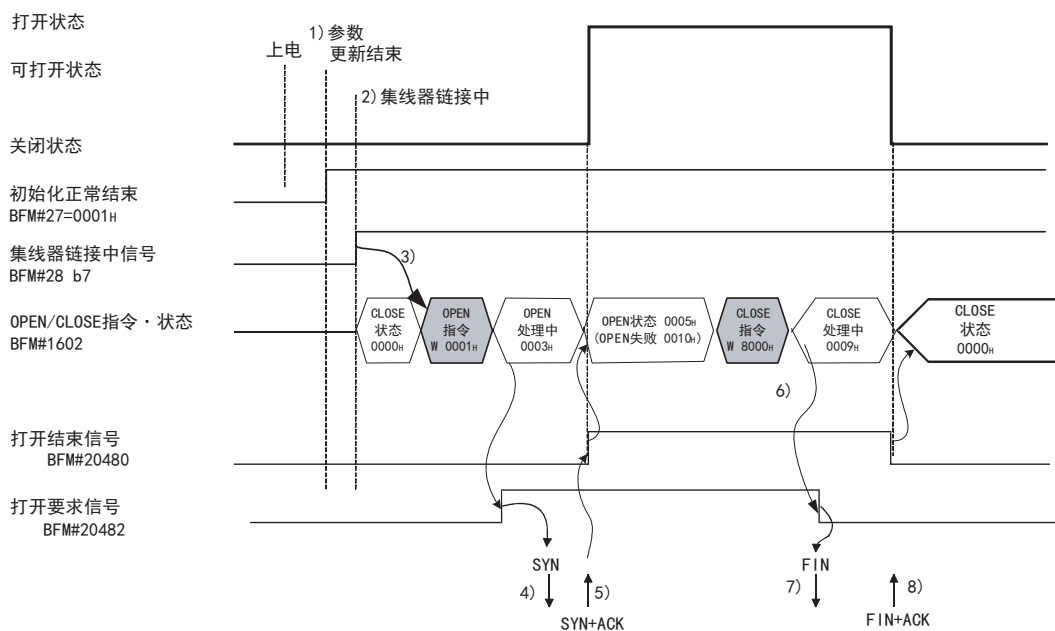 打开状态
1)参数
更新结束
上电
可打开状态
2)集线器链接中
关闭状态
初始化正常结束
BFM#27=0001H
集线器链接中信号
BFM#28 b7
3)
OPEN/CLOSE指令·状态
BFM#1602
CLOSE
状态
0000H
OPEN
指令
W 0001H
OPEN
处理中
0003H
OPEN状态 0005H
(OPEN失败 0010H)
CLOSE
指令
W 8000H
CLOSE
处理中
0009H
CLOSE
状态
0000H
6)
打开结束信号
BFM#20480
打开要求信号
BFM#20482
SYN
FIN
4)
5)
7)
8)
SYN+ACK
FIN+ACK